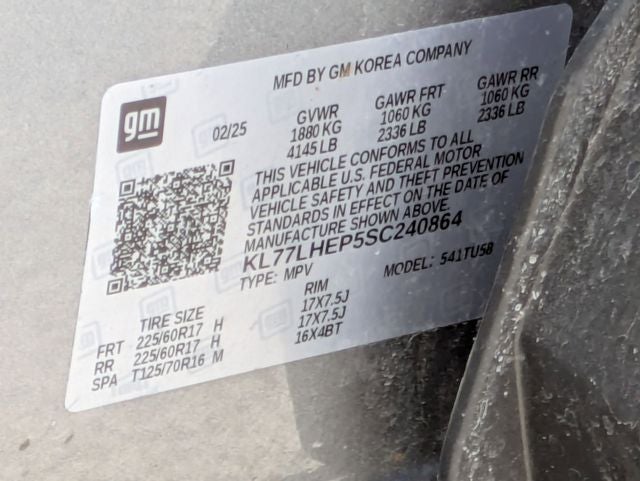 MFD BY GM KOREA COMPANY
gm
02/25
GVWR GAWR FRT GAWR RR
1880 KG 1060 KG 1060 KG
4145 LB 2336 LB 2336 LB
THIS VEHICLE CONFORMS TO ALL
APPLICABLE U.S. FEDERAL MOTOR
VEHICLE SAFETY AND THEFT PREVENTION
STANDARDS IN EFFECT ON THE DATE OF
MANUFACTURE SHOWN ABOVE.
KL77LHEP5SC240864
TYPE: MPV MODEL: 541TU5B
TIRE SIZE RIM
FRT 225/60R17 H 17X7.5J
RR 225/60R17 H 17X7.5J
SPA T125/70R16 M 16X4BT